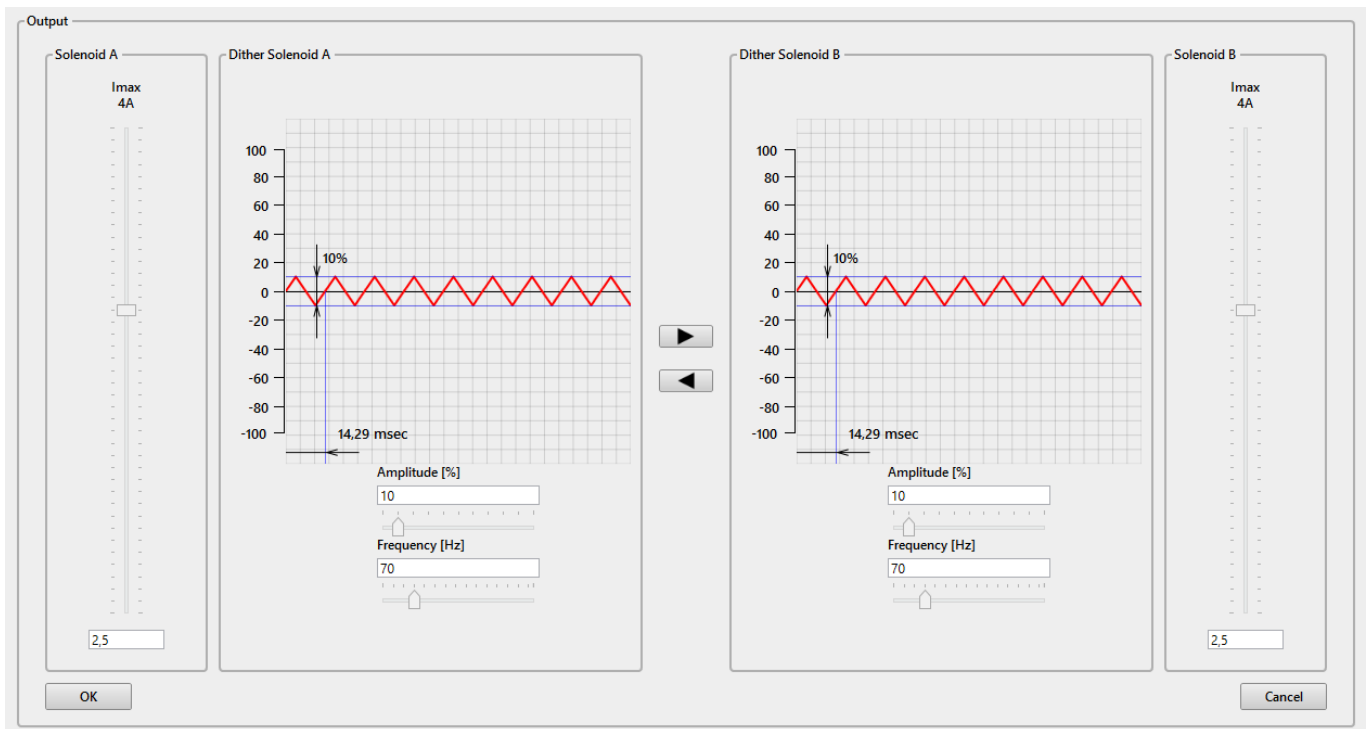 Output
Solenoid A
Imax
4A
2,5
Dither Solenoid A
100
80
60
40
20
0
-20
-40
-60
-80
-100
10%
14,29 msec
Amplitude [%]
10
Frequency [Hz]
70
Dither Solenoid B
100
80
60
40
20
0
-20
-40
-60
-80
-100
10%
14,29 msec
Amplitude [%]
10
Frequency [Hz]
70
Solenoid B
Imax
4A
2,5
OK
Cancel